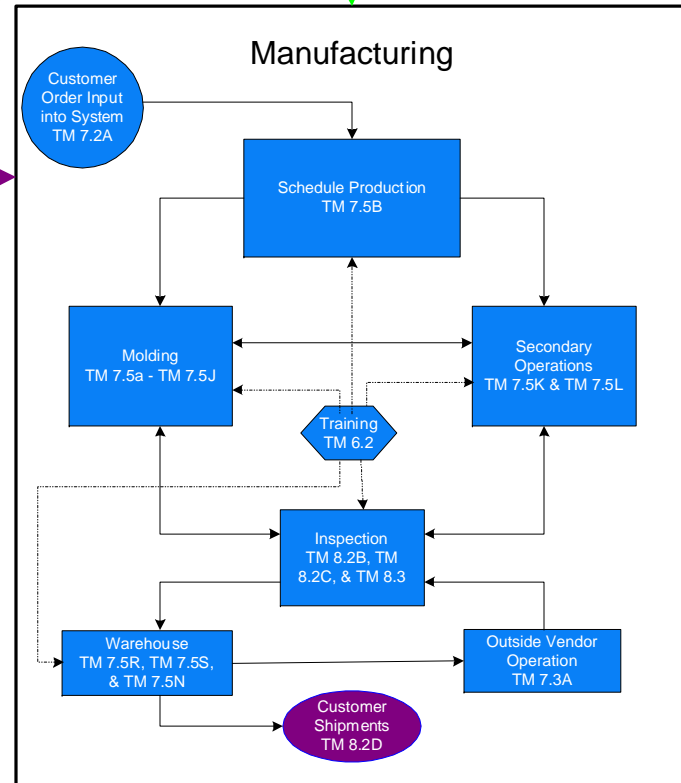 Manufacturing
Customer
Order Input
into System
TM 7.2A
Schedule Production
TM 7.5B
Molding
TM 7.5a - TM 7.5J
Secondary
Operations
TM 7.5K & TM 7.5L
Training
TM 6.2
Inspection
TM 8.2B, TM
8.2C, & TM 8.3
Warehouse
TM 7.5R, TM 7.5S,
& TM 7.5N
Outside Vendor
Operation
TM 7.3A
Customer
Shipments
TM 8.2D